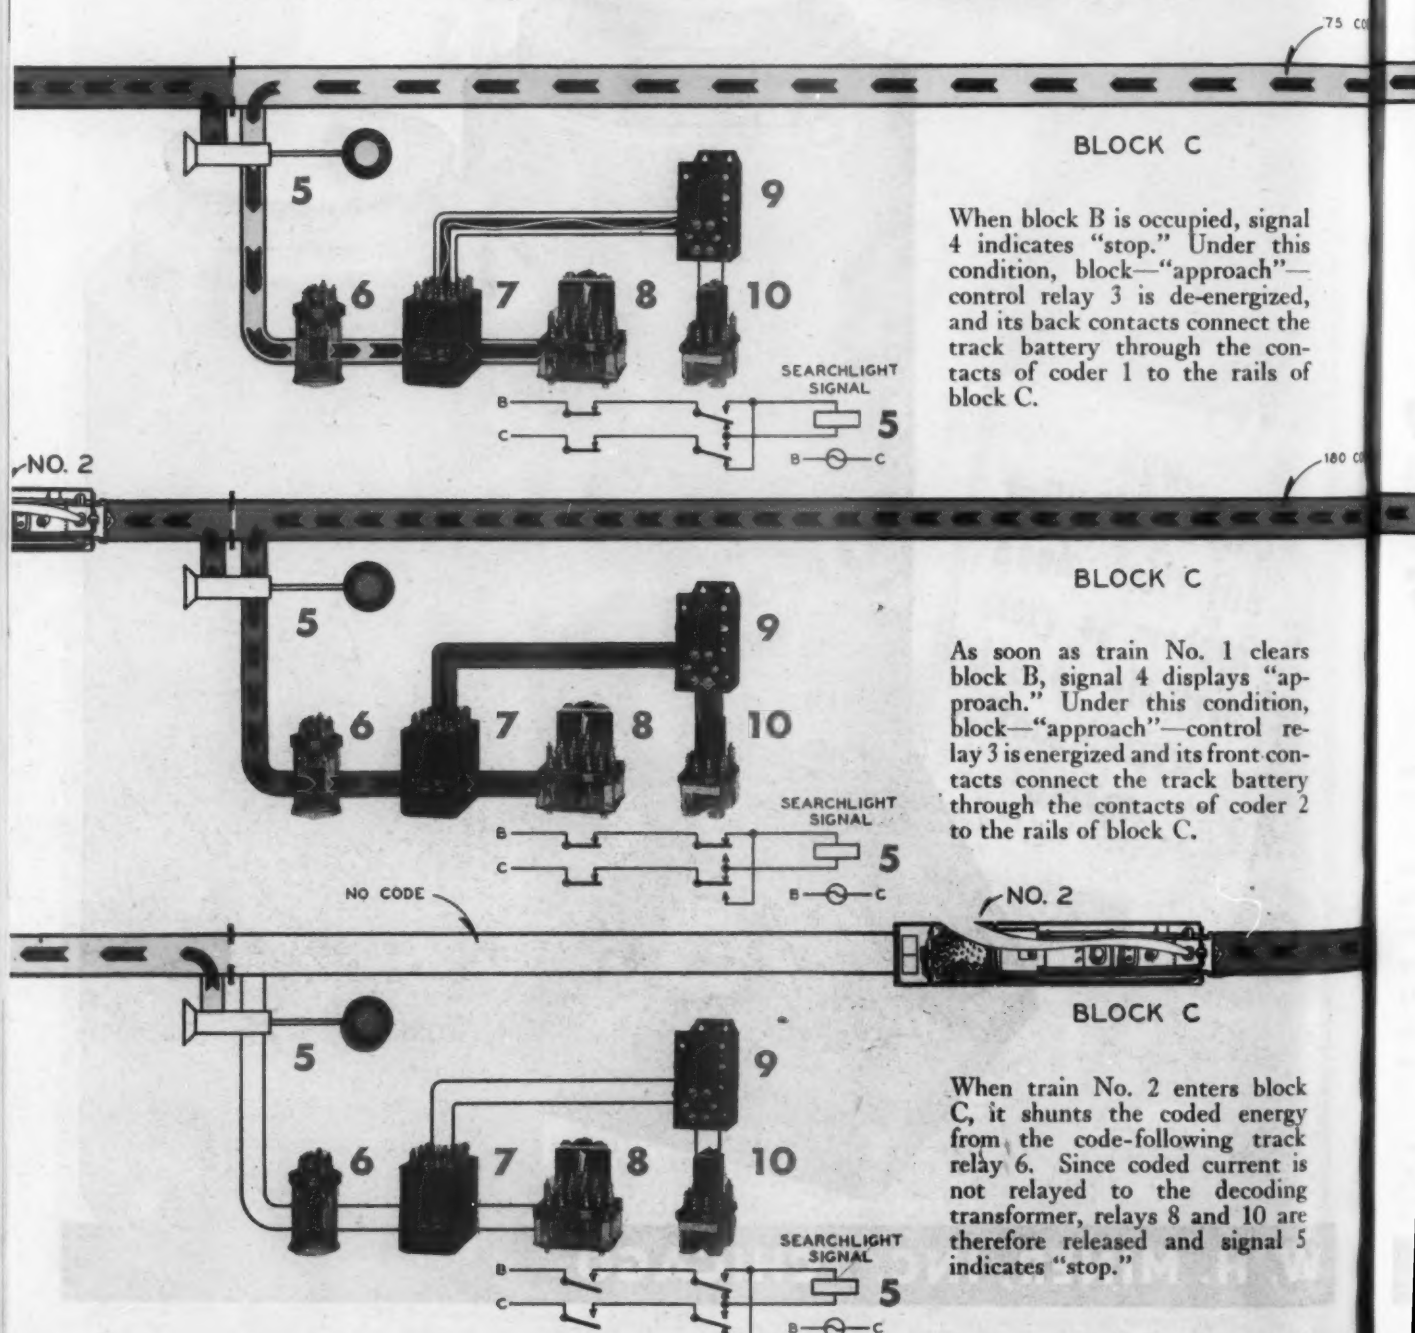 75 CO
BLOCK C
5
9
When block B is occupied, signal
4 indicates “stop.” Under this
condition, block—“approach”—
control relay 3 is de-energized,
and its back contacts connect the
track battery through the con-
tacts of coder 1 to the rails of
block C.
6
7
8
10
SEARCHLIGHT
SIGNAL
B
C
5
B C
NO. 2
180 CO
BLOCK C
5
9
As soon as train No. 1 clears
block B, signal 4 displays “ap-
proach.” Under this condition,
block—“approach”—control re-
lay 3 is energized and its front con-
tacts connect the track battery
through the contacts of coder 2
to the rails of block C.
6
7
8
10
SEARCHLIGHT
SIGNAL
B
C
5
B C
NO CODE
NO. 2
BLOCK C
5
9
When train No. 2 enters block
C, it shunts the coded energy
from the code-following track
relay 6. Since coded current is
not relayed to the decoding
transformer, relays 8 and 10 are
therefore released and signal 5
indicates “stop.”
6
7
8
10
SEARCHLIGHT
SIGNAL
B
C
5
B C